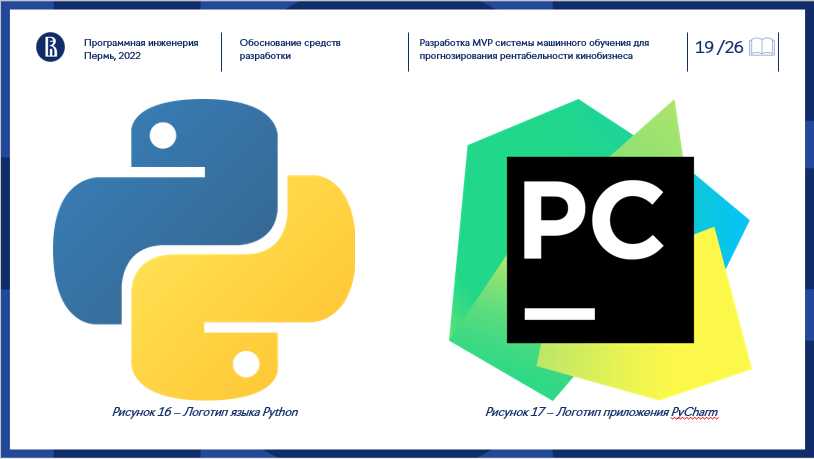 Программная инженерия
Пермь, 2022
Обоснование средств
разработки
Разработка MVP системы машинного обучения для
прогнозирования рентабельности кинобизнеса
19 /26
PC
Рисунок 16 – Логотип языка Python
Рисунок 17 – Логотип приложения PyCharm